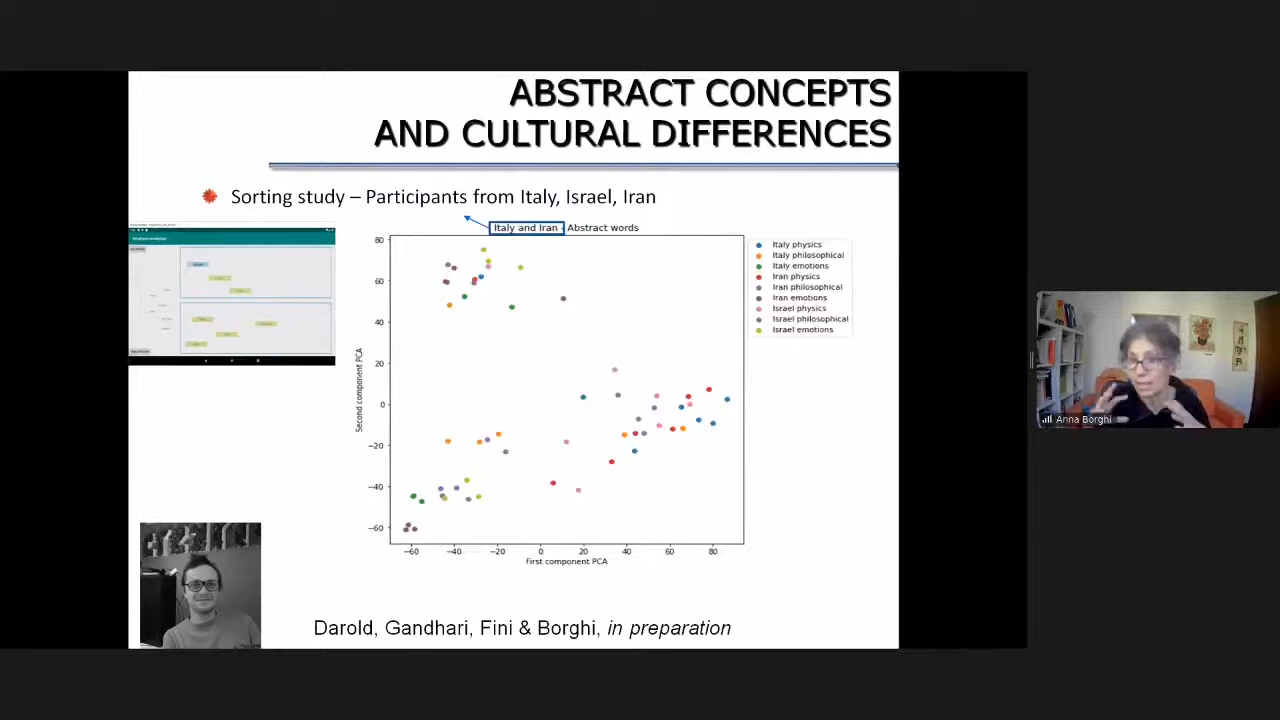 ABSTRACT CONCEPTS
AND CULTURAL DIFFERENCES
Sorting study – Participants from Italy, Israel, Iran
Italy and Iran - Abstract words
80
60
40
20
0
−20
−40
−60
Second component PCA
−60 −40 −20 0 20 40 60 80
First component PCA
Italy physics
Italy philosophical
Italy emotions
Iran physics
Iran philosophical
Iran emotions
Israel physics
Israel philosophical
Israel emotions
Anna Borghi
Darold, Gandhari, Fini & Borghi, in preparation